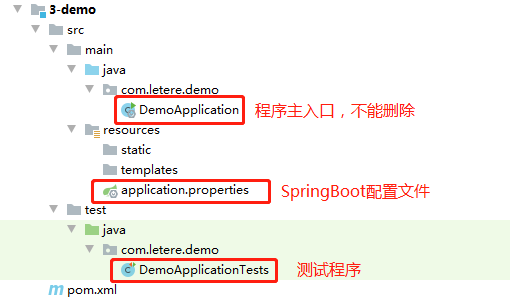 3-demo
src
main
java
com.letere.demo
DemoApplication 程序主入口，不能删除
resources
static
templates
application.properties SpringBoot配置文件
test
java
com.letere.demo
DemoApplicationTests 测试程序
m pom.xml